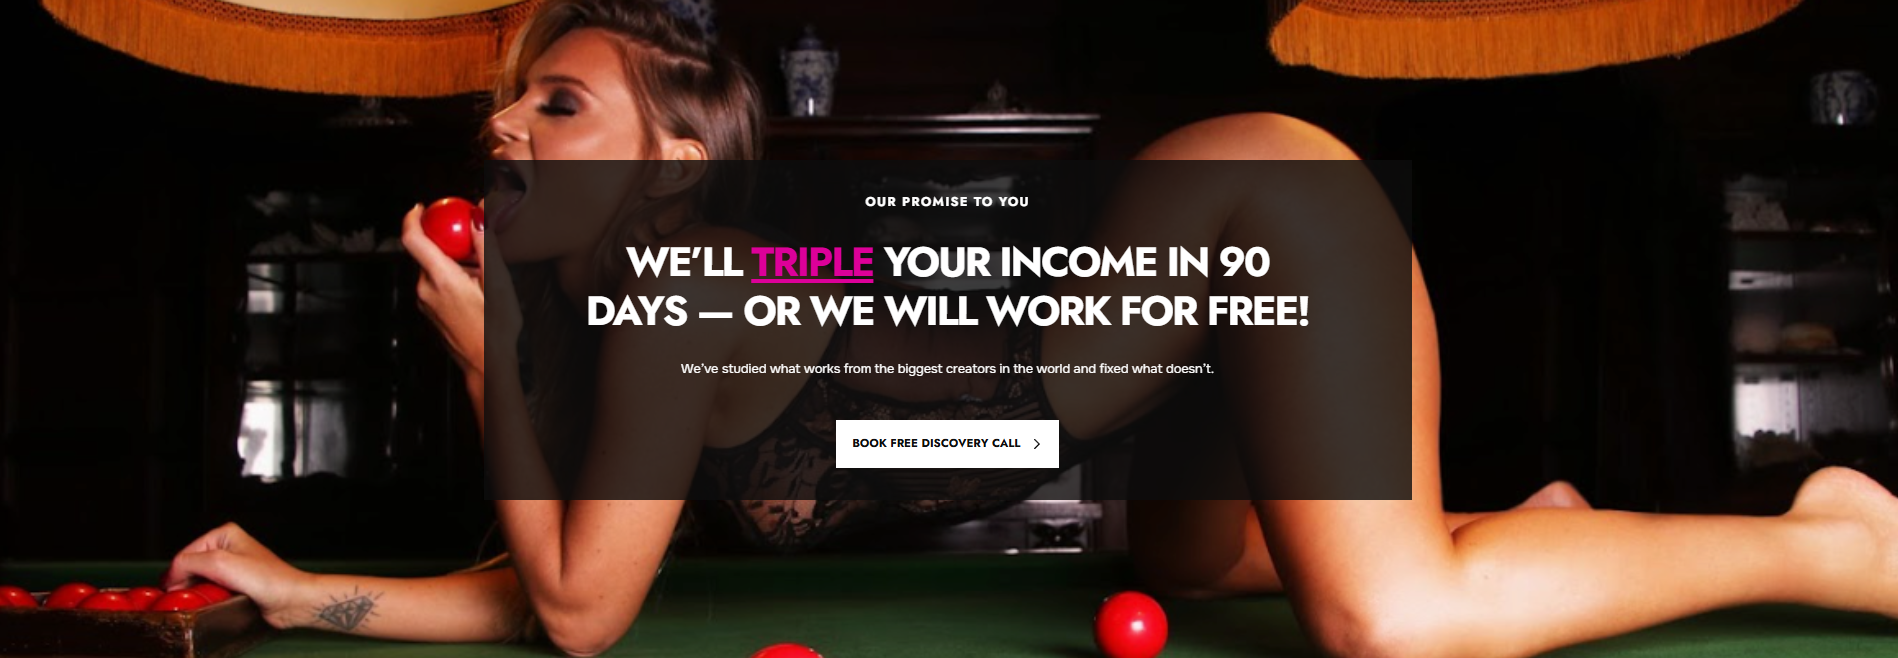 OUR PROMISE TO YOU
WE’LL TRIPLE YOUR INCOME IN 90
DAYS — OR WE WILL WORK FOR FREE!
We’ve studied what works from the biggest creators in the world and fixed what doesn’t.
BOOK FREE DISCOVERY CALL